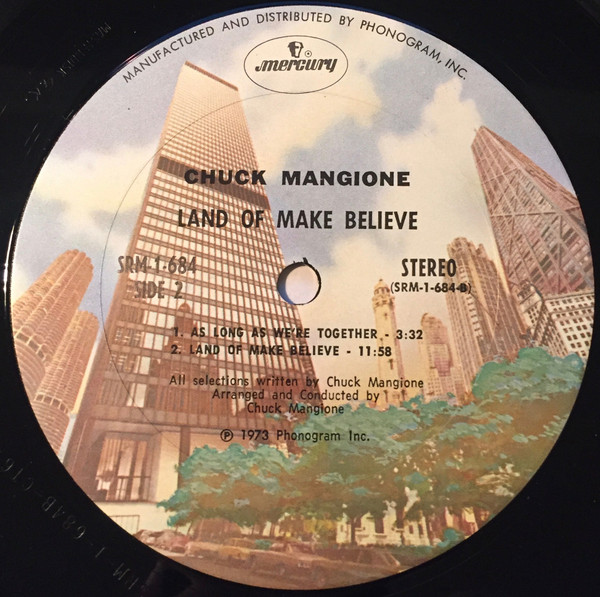 MANUFACTURED AND DISTRIBUTED BY PHONOGRAM, INC.
mercury
CHUCK MANGIONE
LAND OF MAKE BELIEVE
SRM-1-684
SIDE 2
STEREO
(SRM-1-684-B)
1. AS LONG AS WE'RE TOGETHER - 3:32
2. LAND OF MAKE BELIEVE - 11:58
All selections written by Chuck Mangione
Arranged and Conducted by
Chuck Mangione
℗ 1973 Phonogram Inc.